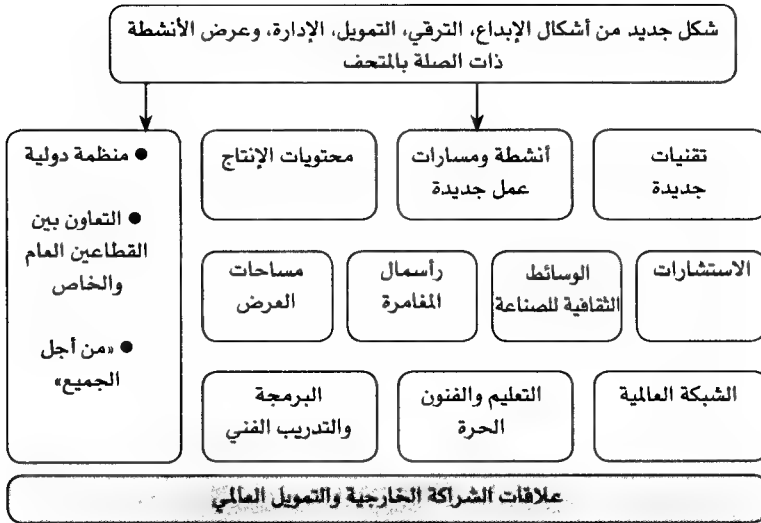 شكل جديد من أشكال الإبداع، الترقي، التمويل، الإدارة، وعرض الأنشطة
ذات الصلة بالمتحف
تقنيات
جديدة
أنشطة ومسارات
عمل جديدة
محتويات الإنتاج
● منظمة دولية
● التعاون بين
القطاعين العام
والخاص
● «من أجل
الجميع»
الاستشارات
الوسائط
الثقافية للصناعة
رأسمال
المغامرة
مساحات
العرض
الشبكة العالمية
التعليم والفنون
الحرة
البرمجة
والتدريب الفني
علاقات الشراكة الخارجية والتمويل العالمي